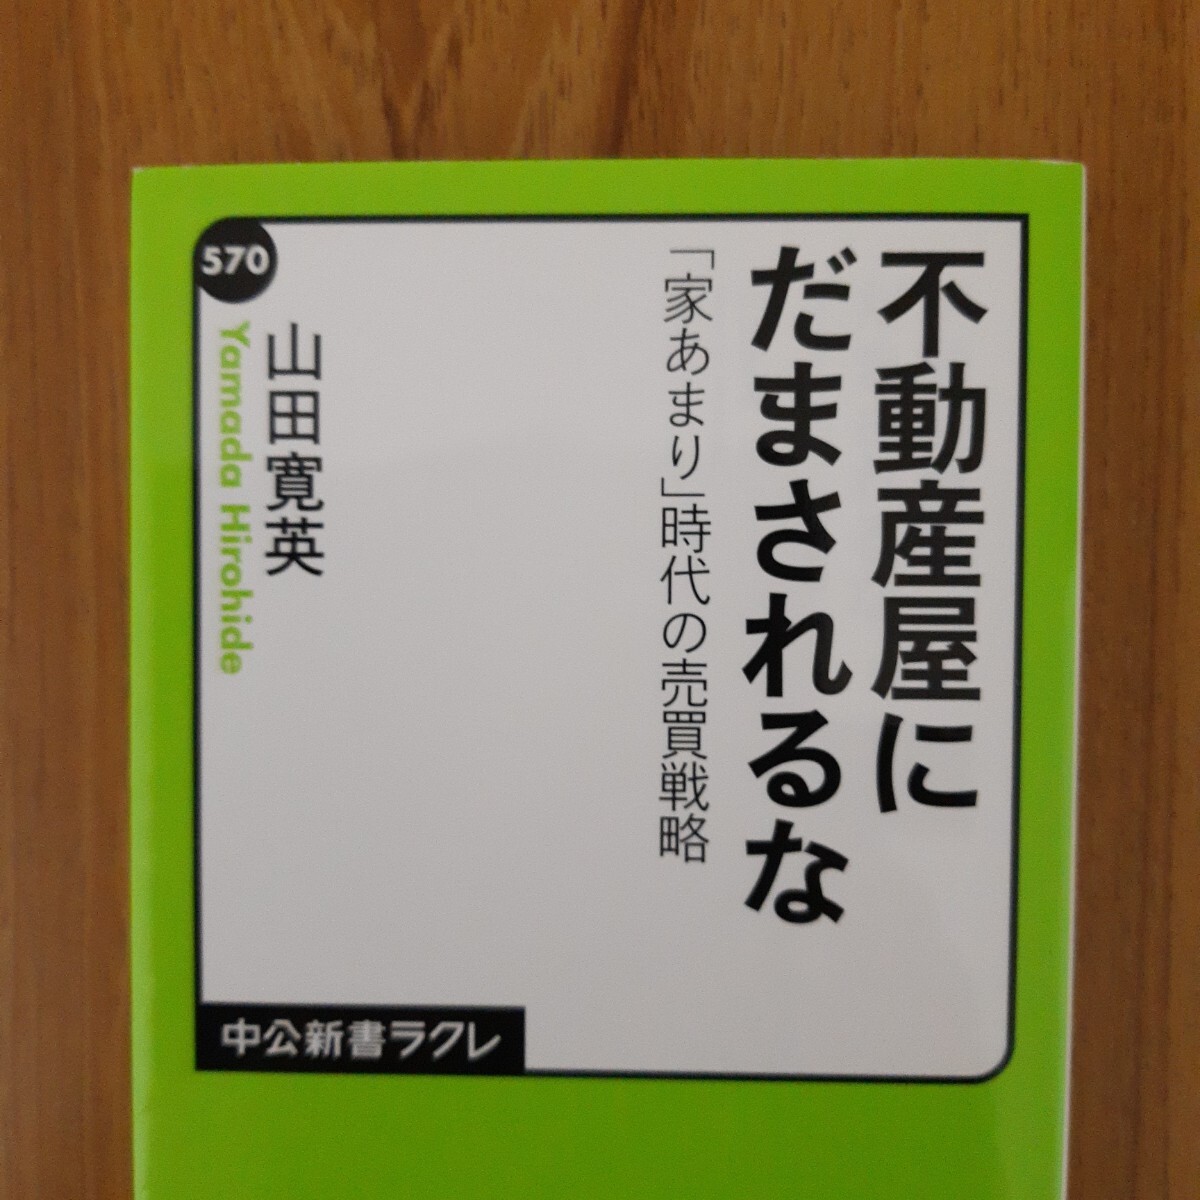 不動産屋に
だまされるな
「家あまり」時代の売買戦略
570
山田寛英
Yamada Hirohide
中公新書ラクレ